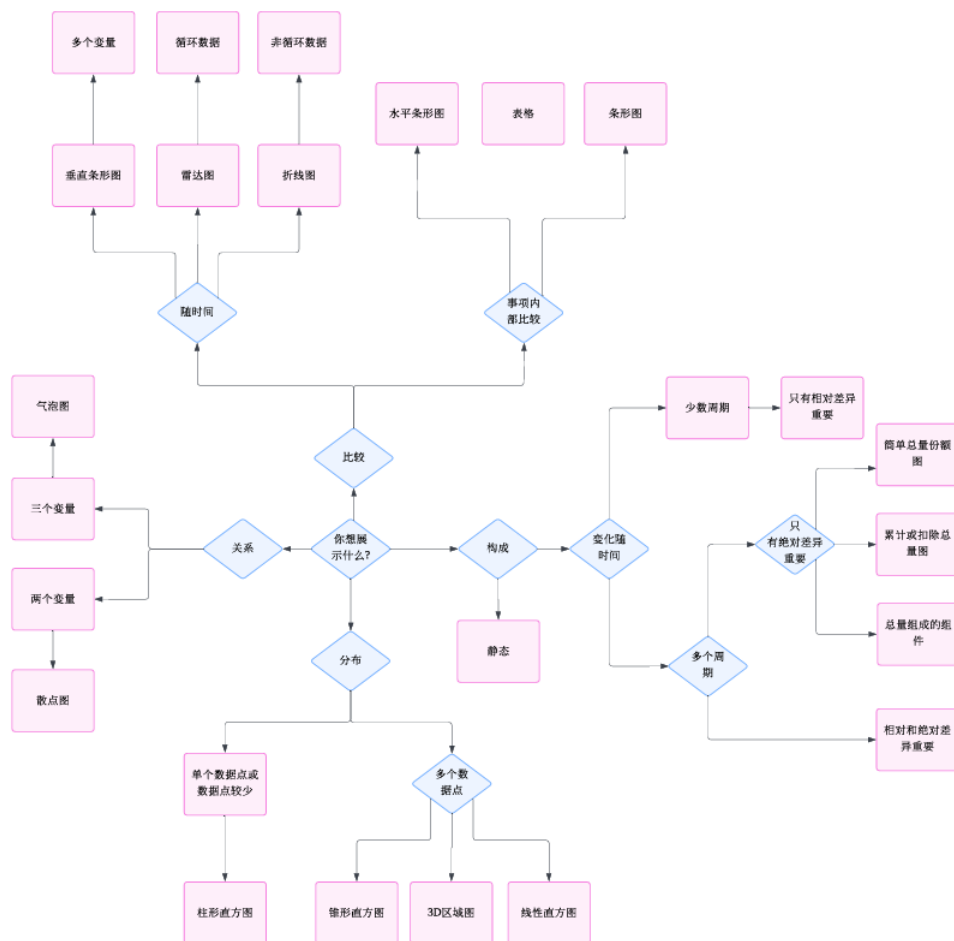 多个变量
循环数据
非循环数据
水平条形图
表格
条形图
垂直条形图
雷达图
折线图
随时间
事项内
部比较
气泡图
少数周期
只有相对差异
重要
简单总量份额
图
比较
三个变量
关系
你想展
示什么?
构成
变化随
时间
只
有绝对差异
重要
累计或扣除总
量图
两个变量
总量组成的组
件
静态
分布
多个周
期
散点图
相对和绝对差
异重要
单个数据点或
数据点较少
多个数
据点
柱形直方图
锥形直方图
3D区域图
线性直方图